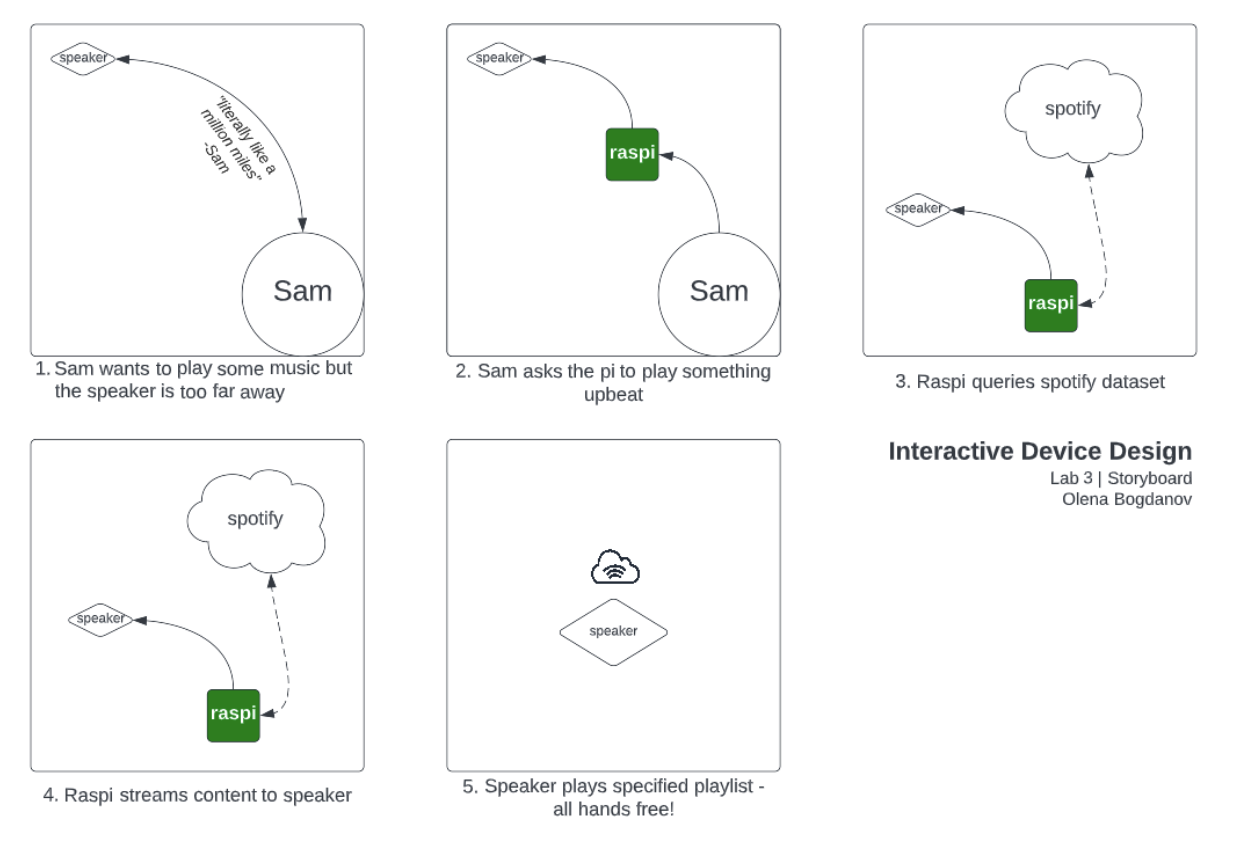 speaker
"literally like a
million miles"
-Sam
Sam
1. Sam wants to play some music but
the speaker is too far away
speaker
raspi
Sam
2. Sam asks the pi to play something
upbeat
spotify
speaker
raspi
3. Raspi queries spotify dataset
spotify
speaker
raspi
4. Raspi streams content to speaker
speaker
5. Speaker plays specified playlist -
all hands free!
Interactive Device Design
Lab 3 | Storyboard
Olena Bogdanov